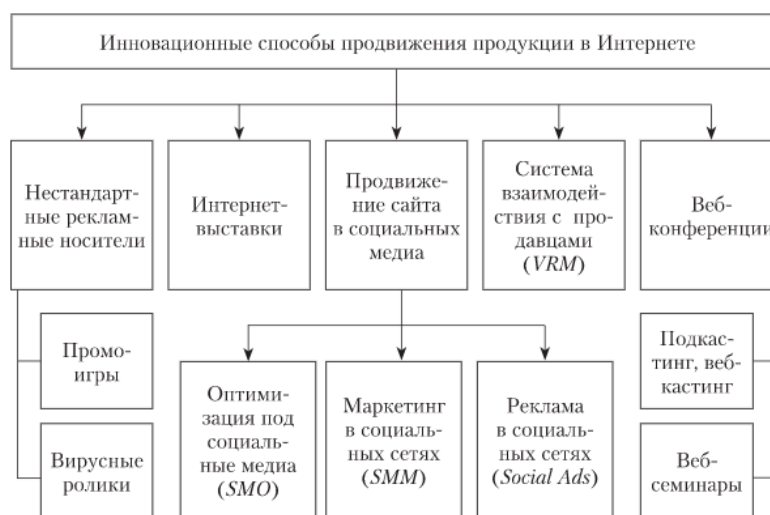 Инновационные способы продвижения продукции в Интернете
Нестандарт-
ные реклам-
ные носители
Интернет-
выставки
Продвиже-
ние сайта
в социальных
медиа
Система
взаимодей-
ствия с про-
давцами
(VRM)
Веб-
конференции
Промо-
игры
Вирусные
ролики
Оптими-
зация под
социаль-
ные медиа
(SMO)
Маркетинг
в социаль-
ных сетях
(SMM)
Реклама
в социаль-
ных сетях
(Social Ads)
Подкас-
тинг, веб-
кастинг
Веб-
семинары